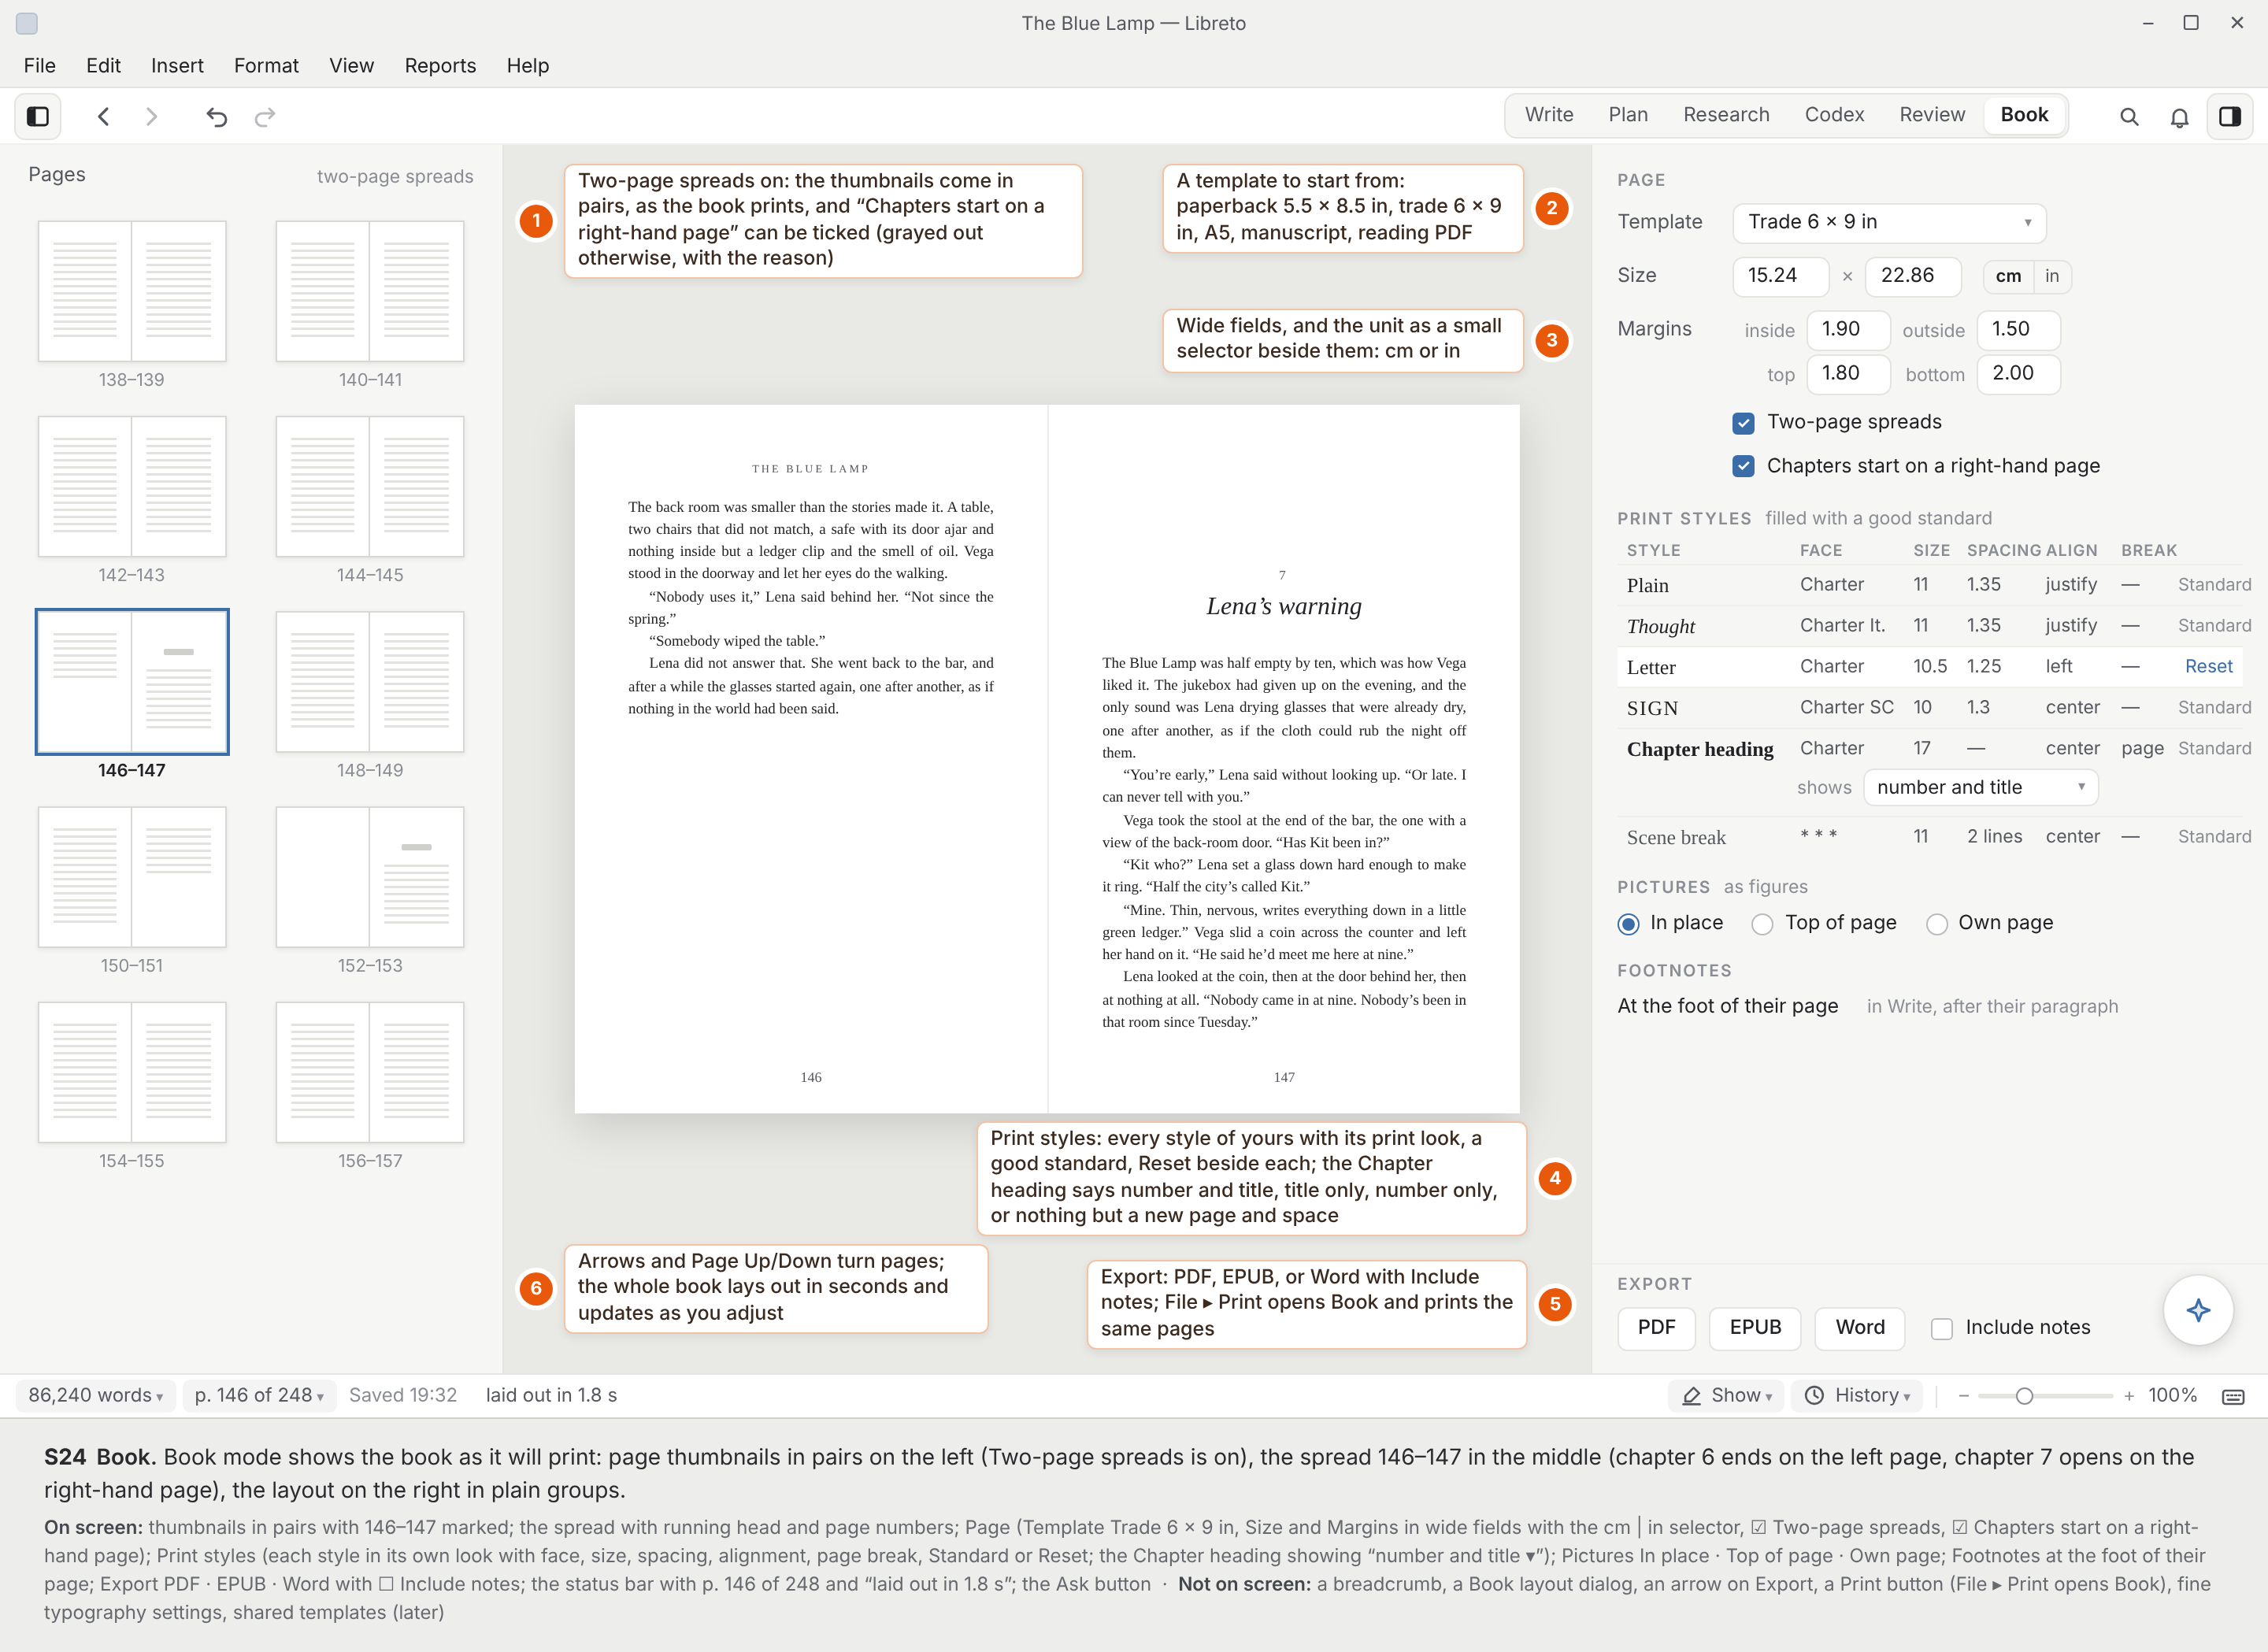 The Blue Lamp — Libreto
File Edit Insert Format View Reports Help
Write Plan Research Codex Review Book
Pages two-page spreads
138–139 140–141
142–143 144–145
146–147 148–149
150–151 152–153
154–155 156–157
1
Two-page spreads on: the thumbnails come in
pairs, as the book prints, and “Chapters start on a
right-hand page” can be ticked (grayed out
otherwise, with the reason)
A template to start from:
paperback 5.5 × 8.5 in, trade 6 × 9
in, A5, manuscript, reading PDF
2
Wide fields, and the unit as a small
selector beside them: cm or in
3
THE BLUE LAMP
The back room was smaller than the stories made it. A table,
two chairs that did not match, a safe with its door ajar and
nothing inside but a ledger clip and the smell of oil. Vega
stood in the doorway and let her eyes do the walking.
“Nobody uses it,” Lena said behind her. “Not since the
spring.”
“Somebody wiped the table.”
Lena did not answer that. She went back to the bar, and
after a while the glasses started again, one after another, as if
nothing in the world had been said.
146
7
Lena’s warning
The Blue Lamp was half empty by ten, which was how Vega
liked it. The jukebox had given up on the evening, and the
only sound was Lena drying glasses that were already dry,
one after another, as if the cloth could rub the night off
them.
“You’re early,” Lena said without looking up. “Or late. I
can never tell with you.”
Vega took the stool at the end of the bar, the one with a
view of the back-room door. “Has Kit been in?”
“Kit who?” Lena set a glass down hard enough to make
it ring. “Half the city’s called Kit.”
“Mine. Thin, nervous, writes everything down in a little
green ledger.” Vega slid a coin across the counter and left
her hand on it. “He said he’d meet me here at nine.”
Lena looked at the coin, then at the door behind her, then
at nothing at all. “Nobody came in at nine. Nobody’s been in
that room since Tuesday.”
147
Print styles: every style of yours with its print look, a
good standard, Reset beside each; the Chapter
heading says number and title, title only, number only,
or nothing but a new page and space
4
6
Arrows and Page Up/Down turn pages;
the whole book lays out in seconds and
updates as you adjust
Export: PDF, EPUB, or Word with Include
notes; File ▸ Print opens Book and prints the
same pages
5
PAGE
Template Trade 6 × 9 in ▾
Size 15.24 × 22.86 cm in
Margins inside 1.90 outside 1.50
top 1.80 bottom 2.00
Two-page spreads
Chapters start on a right-hand page
PRINT STYLES filled with a good standard
STYLE FACE SIZE SPACING ALIGN BREAK
Plain Charter 11 1.35 justify — Standard
Thought Charter It. 11 1.35 justify — Standard
Letter Charter 10.5 1.25 left — Reset
SIGN Charter SC 10 1.3 center — Standard
Chapter heading Charter 17 — center page Standard
shows number and title ▾
Scene break * * * 11 2 lines center — Standard
PICTURES as figures
In place Top of page Own page
FOOTNOTES
At the foot of their page in Write, after their paragraph
EXPORT
PDF EPUB Word Include notes
86,240 words ▾ p. 146 of 248 ▾ Saved 19:32 laid out in 1.8 s Show ▾ History ▾ − + 100%
S24 Book. Book mode shows the book as it will print: page thumbnails in pairs on the left (Two-page spreads is on), the spread 146–147 in the middle (chapter 6 ends on the left page, chapter 7 opens on the
right-hand page), the layout on the right in plain groups.
On screen: thumbnails in pairs with 146–147 marked; the spread with running head and page numbers; Page (Template Trade 6 × 9 in, Size and Margins in wide fields with the cm | in selector, ☑ Two-page spreads, ☑ Chapters start on a right-
hand page); Print styles (each style in its own look with face, size, spacing, alignment, page break, Standard or Reset; the Chapter heading showing “number and title ▾”); Pictures In place · Top of page · Own page; Footnotes at the foot of their
page; Export PDF · EPUB · Word with ☐ Include notes; the status bar with p. 146 of 248 and “laid out in 1.8 s”; the Ask button · Not on screen: a breadcrumb, a Book layout dialog, an arrow on Export, a Print button (File ▸ Print opens Book), fine
typography settings, shared templates (later)